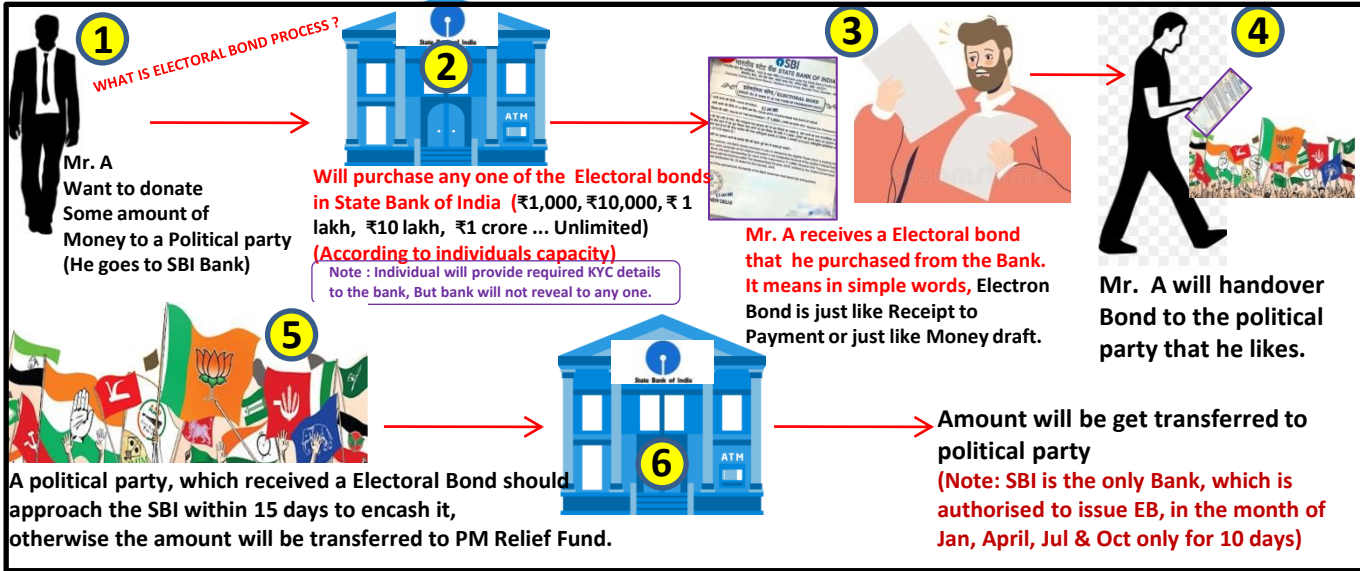 1
WHAT IS ELECTORAL BOND PROCESS ?
Mr. A
Want to donate
Some amount of
Money to a Political party
(He goes to SBI Bank)
State Bank of India
2
ATM
Will purchase any one of the Electoral bonds
in State Bank of India (₹1,000, ₹10,000, ₹ 1
lakh, ₹10 lakh, ₹1 crore ... Unlimited)
(According to individuals capacity)
Note : Individual will provide required KYC details
to the bank, But bank will not reveal to any one.
3
SBI
भारतीय स्टेट बैंक STATE BANK OF INDIA
ELECTORAL BOND
NEW DELHI
Mr. A receives a Electoral bond
that he purchased from the Bank.
It means in simple words, Electron
Bond is just like Receipt to
Payment or just like Money draft.
4
Mr. A will handover
Bond to the political
party that he likes.
5
A political party, which received a Electoral Bond should
approach the SBI within 15 days to encash it,
otherwise the amount will be transferred to PM Relief Fund.
State Bank of India
6
ATM
Amount will be get transferred to
political party
(Note: SBI is the only Bank, which is
authorised to issue EB, in the month of
Jan, April, Jul & Oct only for 10 days)